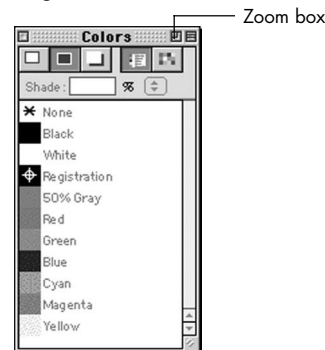 Zoom box
Colors
Shade: %
None
Black
White
Registration
50% Gray
Red
Green
Blue
Cyan
Magenta
Yellow